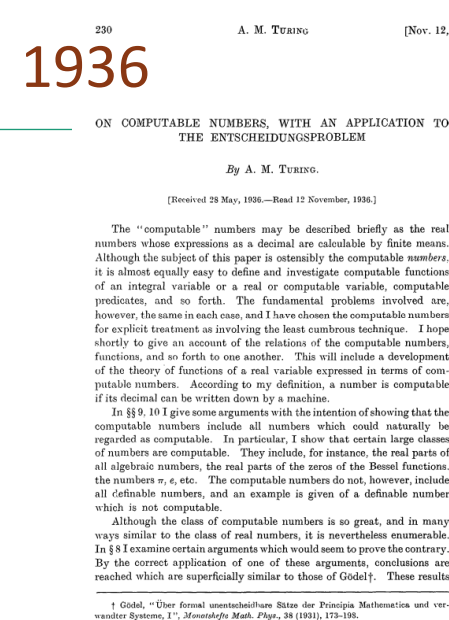 230 A. M. TURING [Nov. 12,
1936
ON COMPUTABLE NUMBERS, WITH AN APPLICATION TO
THE ENTSCHEIDUNGSPROBLEM
By A. M. TURING.
[Received 28 May, 1936.—Read 12 November, 1936.]
The "computable" numbers may be described briefly as the real
numbers whose expressions as a decimal are calculable by finite means.
Although the subject of this paper is ostensibly the computable numbers,
it is almost equally easy to define and investigate computable functions
of an integral variable or a real or computable variable, computable
predicates, and so forth. The fundamental problems involved are,
however, the same in each case, and I have chosen the computable numbers
for explicit treatment as involving the least cumbrous technique. I hope
shortly to give an account of the relations of the computable numbers,
functions, and so forth to one another. This will include a development
of the theory of functions of a real variable expressed in terms of com-
putable numbers. According to my definition, a number is computable
if its decimal can be written down by a machine.
In §§ 9, 10 I give some arguments with the intention of showing that the
computable numbers include all numbers which could naturally be
regarded as computable. In particular, I show that certain large classes
of numbers are computable. They include, for instance, the real parts of
all algebraic numbers, the real parts of the zeros of the Bessel functions,
the numbers π, e, etc. The computable numbers do not, however, include
all definable numbers, and an example is given of a definable number
which is not computable.
Although the class of computable numbers is so great, and in many
ways similar to the class of real numbers, it is nevertheless enumerable.
In § 8 I examine certain arguments which would seem to prove the contrary.
By the correct application of one of these arguments, conclusions are
reached which are superficially similar to those of Gödel†. These results
† Gödel, "Über formal unentscheidbare Sätze der Principia Mathematica und ver-
wandter Systeme, I", Monatshefte Math. Phys., 38 (1931), 173-198.